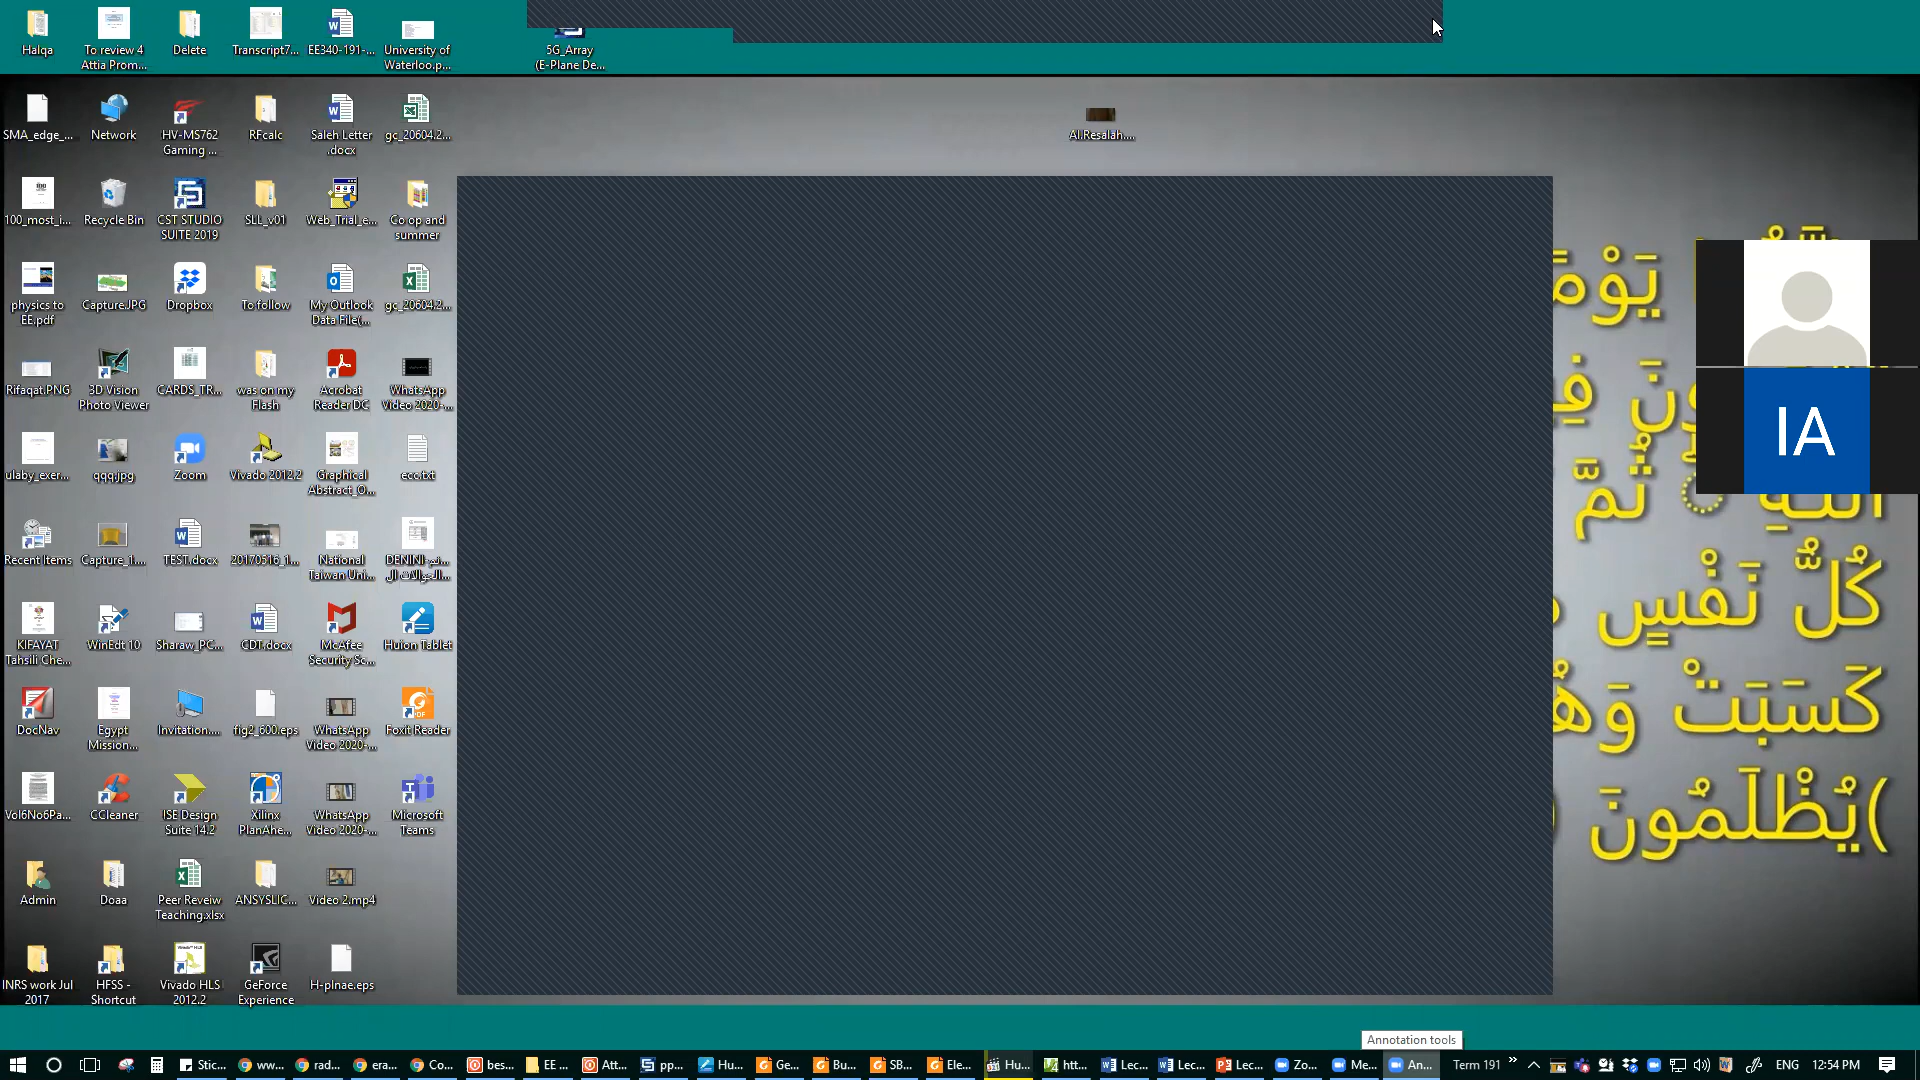 Halqa
To review 4 Attia Prom...
Delete
Transcript7...
EE340-191-...
University of Waterloo.p...
5G_Array (E-Plane De...
SMA_edge_...
Network
HV-MS762 Gaming ...
RFcalc
Saleh Letter .docx
gc_20604.2...
Al.Resalah....
100_most_i...
Recycle Bin
CST STUDIO SUITE 2019
SLL_v01
Web_Trial_e...
Co op and summer
physics to EE.pdf
Capture.JPG
Dropbox
To follow
My Outlook Data File(...
gc_20604.2...
يَوْمًا
Rifaqat.PNG
3D Vision Photo Viewer
CARDS_TR...
was on my Flash
Acrobat Reader DC
WhatsApp Video 2020-...
IA
ulaby_exer...
qqq.jpg
Zoom
Vivado 2012.2
Graphical Abstract_O...
ecc.txt
ثُمَّ
Recent Items
Capture_1....
TEST.docx
20170516_1...
National Taiwan Uni...
كُلُّ نَفْسٍ
KIFAYAT Tahsili Che...
WinEdt 10
Sharaw_PC...
CDT.docx
McAfee Security Sc...
Huion Tablet
كَسَبَتْ
DocNav
Egypt Mission...
Invitation....
fig2_600.eps
WhatsApp Video 2020-...
Foxit Reader
Vol6No6Pa...
CCleaner
ISE Design Suite 14.2
Xilinx PlanAhe...
WhatsApp Video 2020-...
Microsoft Teams
يُظْلَمُونَ
Admin
Doaa
Peer Reveiw Teaching.xlsx
ANSYSLIC...
Video 2.mp4
INRS work Jul 2017
HFSS - Shortcut
Vivado HLS 2012.2
GeForce Experience
H-plnae.eps
Annotation tools
Stic...
ww...
rad...
era...
Co...
bes...
EE ...
Att...
pp...
Hu...
Ge...
Bu...
SB...
Ele...
Hu...
htt...
Lec...
Lec...
Lec...
Zo...
Me...
An...
Term 191
ENG
12:54 PM